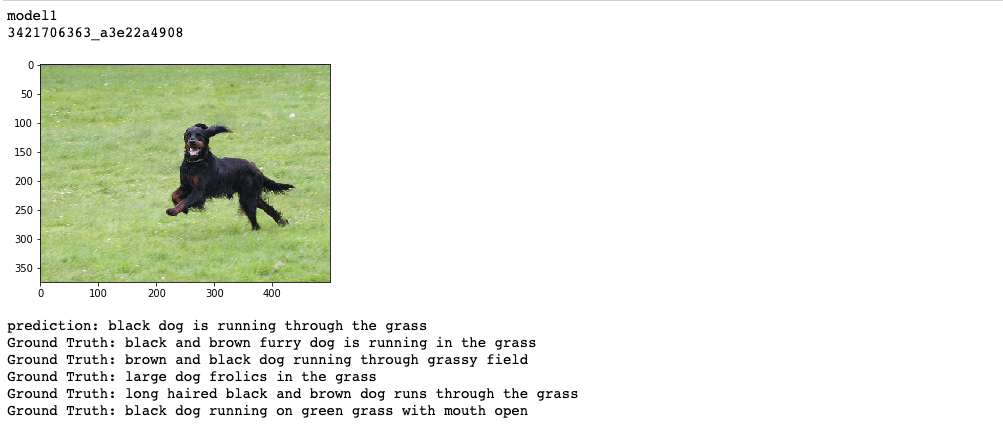 model1
3421706363_a3e22a4908
0
50
100
150
200
250
300
350
0 100 200 300 400
prediction: black dog is running through the grass
Ground Truth: black and brown furry dog is running in the grass
Ground Truth: brown and black dog running through grassy field
Ground Truth: large dog frolics in the grass
Ground Truth: long haired black and brown dog runs through the grass
Ground Truth: black dog running on green grass with mouth open